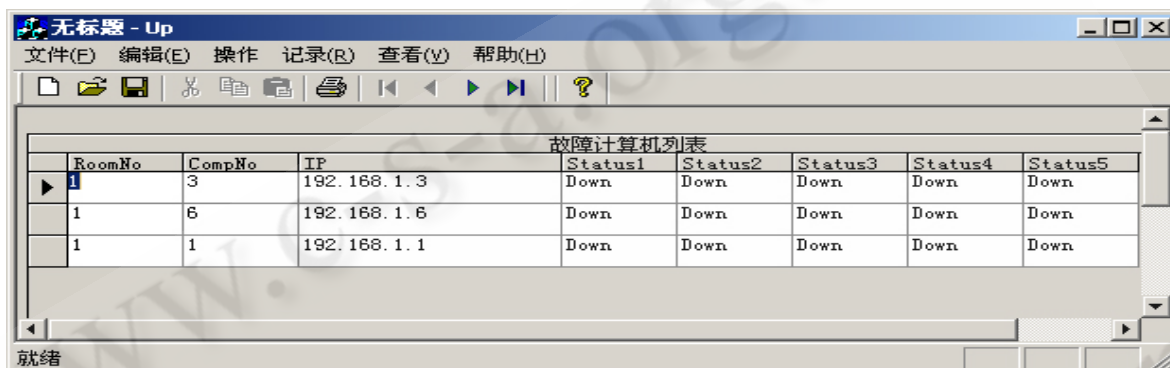 无标题 - Up
文件(F) 编辑(E) 操作 记录(R) 查看(V) 帮助(H)
故障计算机列表
RoomNo CompNo IP Status1 Status2 Status3 Status4 Status5
1 3 192.168.1.3 Down Down Down Down Down
1 6 192.168.1.6 Down Down Down Down Down
1 1 192.168.1.1 Down Down Down Down Down
就绪
www.c-s-a.org